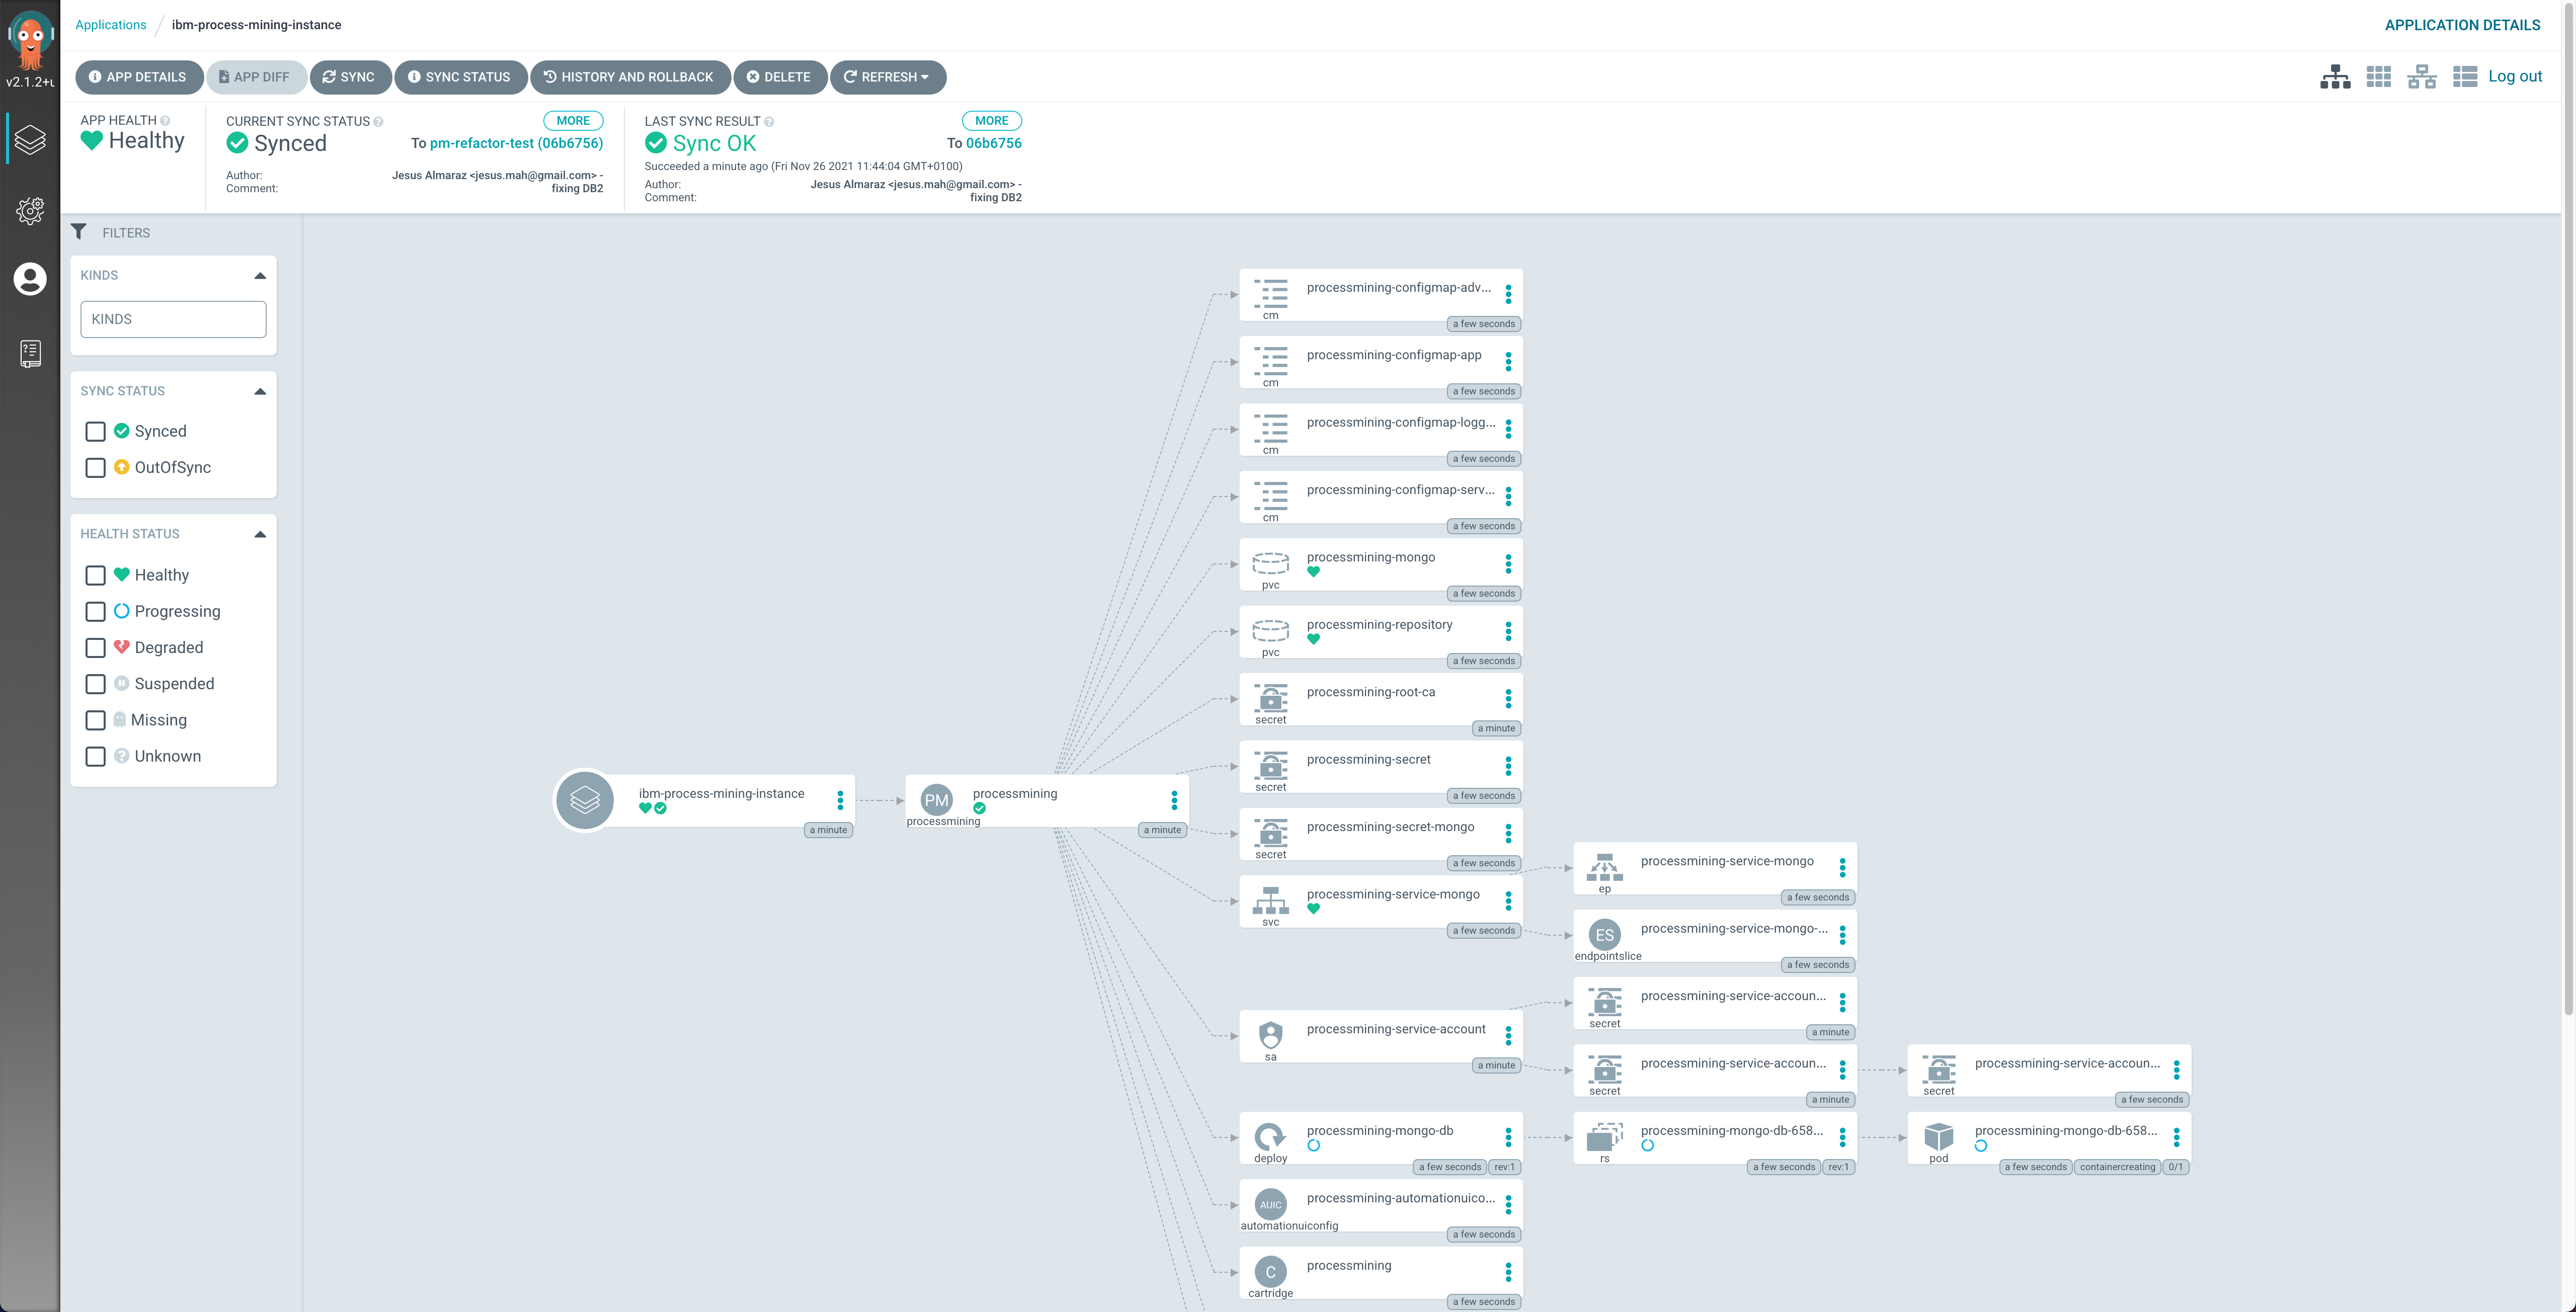 Applications / ibm-process-mining-instance
APPLICATION DETAILS
v2.1.2+u
APP DETAILS
APP DIFF
SYNC
SYNC STATUS
HISTORY AND ROLLBACK
DELETE
REFRESH
Log out
APP HEALTH
Healthy
CURRENT SYNC STATUS
MORE
Synced
To pm-refactor-test (06b6756)
Author: Jesus Almaraz <jesus.mah@gmail.com> -
Comment: fixing DB2
LAST SYNC RESULT
MORE
Sync OK
To 06b6756
Succeeded a minute ago (Fri Nov 26 2021 11:44:04 GMT+0100)
Author: Jesus Almaraz <jesus.mah@gmail.com> -
Comment: fixing DB2
FILTERS
KINDS
KINDS
SYNC STATUS
Synced
OutOfSync
HEALTH STATUS
Healthy
Progressing
Degraded
Suspended
Missing
Unknown
ibm-process-mining-instance
a minute
PM
processmining
processmining
a minute
processmining-configmap-adv...
cm
a few seconds
processmining-configmap-app
cm
a few seconds
processmining-configmap-logg...
cm
a few seconds
processmining-configmap-serv...
cm
a few seconds
processmining-mongo
pvc
a few seconds
processmining-repository
pvc
a few seconds
processmining-root-ca
secret
a minute
processmining-secret
secret
a few seconds
processmining-secret-mongo
secret
a few seconds
processmining-service-mongo
svc
a few seconds
processmining-service-mongo
ep
a few seconds
ES
processmining-service-mongo-...
endpointslice
a few seconds
processmining-service-account
sa
a minute
processmining-service-accoun...
secret
a minute
processmining-service-accoun...
secret
a minute
processmining-service-accoun...
secret
a few seconds
processmining-mongo-db
deploy
a few seconds rev:1
processmining-mongo-db-658...
rs
a few seconds rev:1
processmining-mongo-db-658...
pod
a few seconds containercreating 0/1
AUIC
processmining-automationuico...
automationuiconfig
a few seconds
C
processmining
cartridge
a few seconds